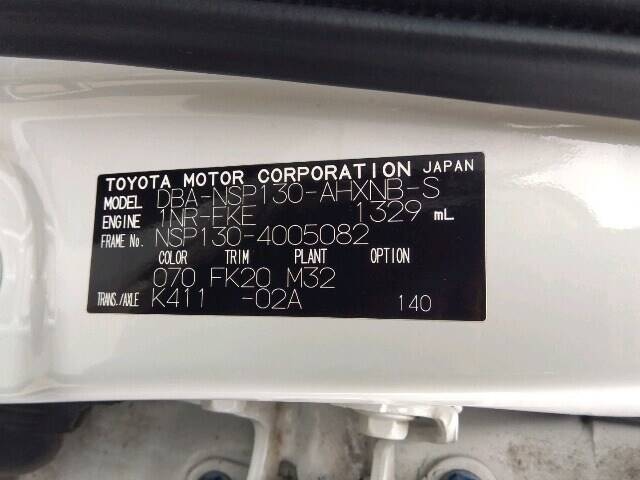 TOYOTA MOTOR CORPORATION JAPAN
MODEL DBA-NSP130-AHXNB-S
ENGINE 1NR-FKE 1329 mL
FRAME No. NSP130-4005082
COLOR TRIM PLANT OPTION
070 FK20 M32
TRANS./AXLE K411 -02A 140